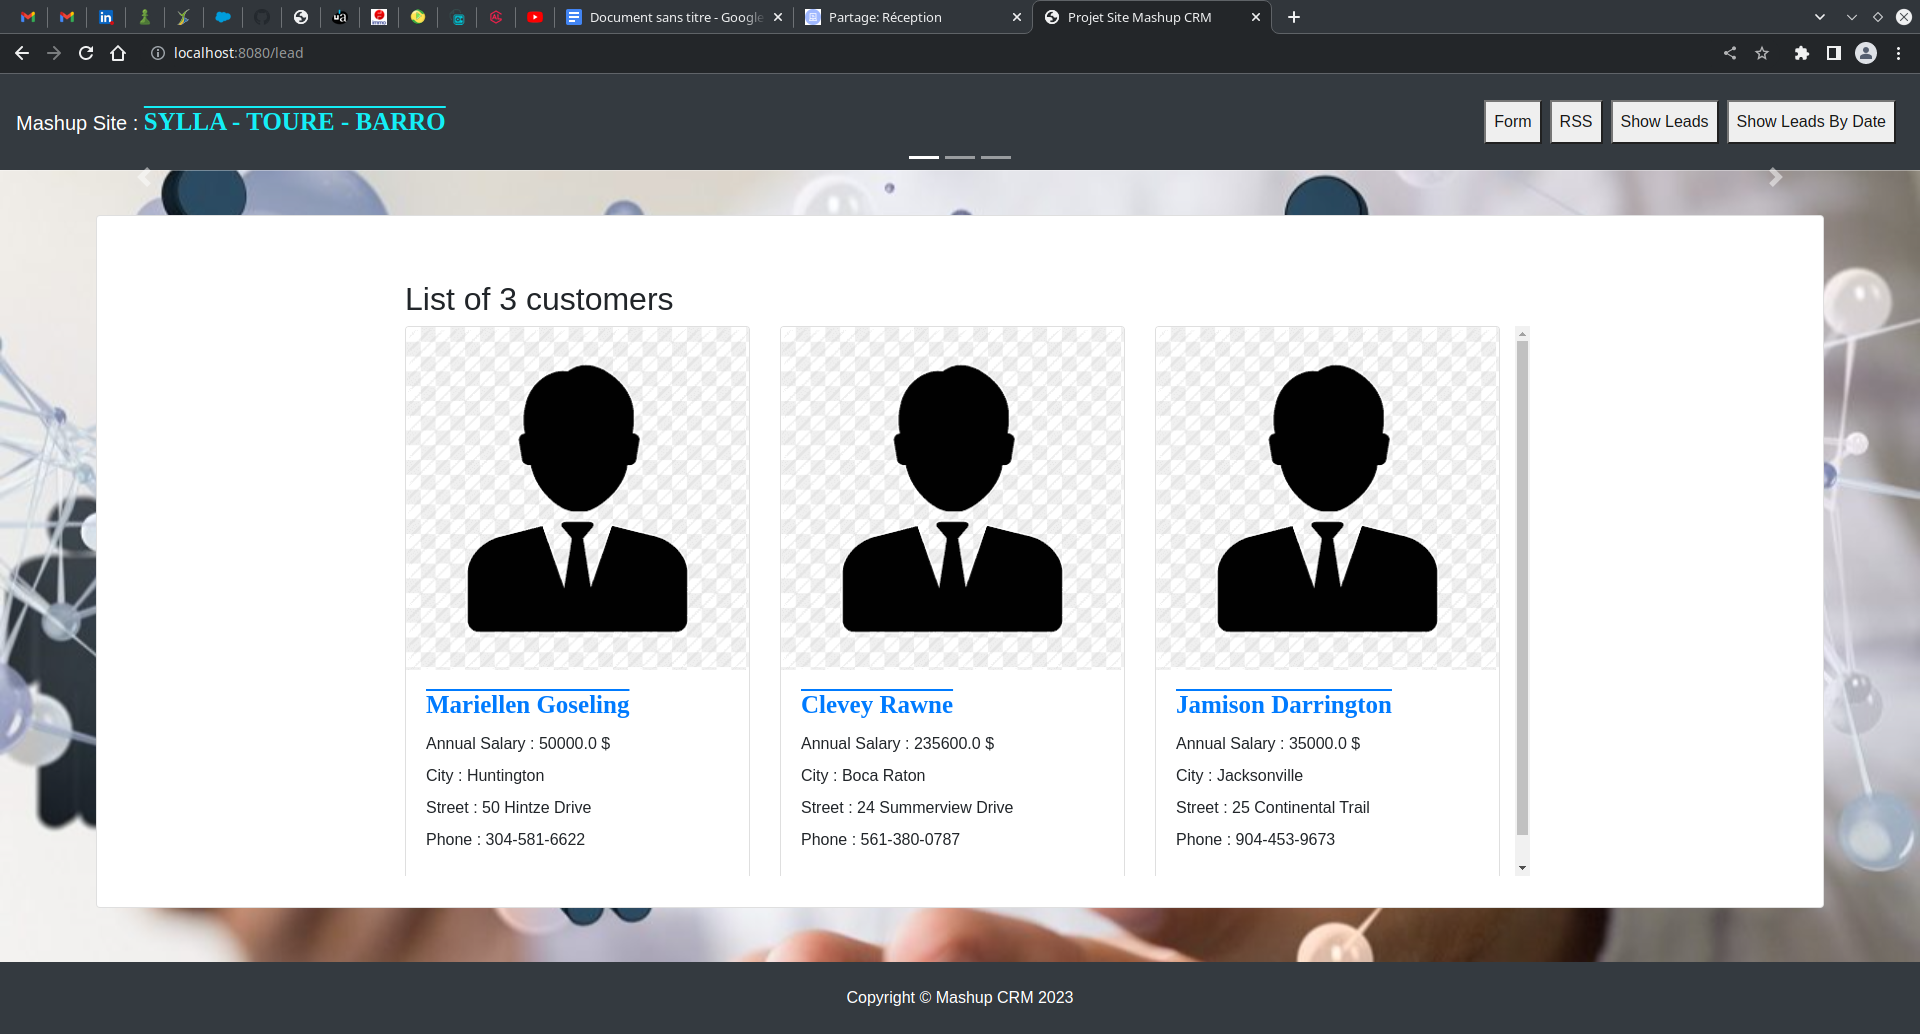 Document sans titre - Google
Partage: Réception
Projet Site Mashup CRM
localhost:8080/lead
Mashup Site : SYLLA - TOURE - BARRO
Form
RSS
Show Leads
Show Leads By Date
List of 3 customers
Mariellen Goseling
Annual Salary : 50000.0 $
City : Huntington
Street : 50 Hintze Drive
Phone : 304-581-6622
Clevey Rawne
Annual Salary : 235600.0 $
City : Boca Raton
Street : 24 Summerview Drive
Phone : 561-380-0787
Jamison Darrington
Annual Salary : 35000.0 $
City : Jacksonville
Street : 25 Continental Trail
Phone : 904-453-9673
Copyright © Mashup CRM 2023